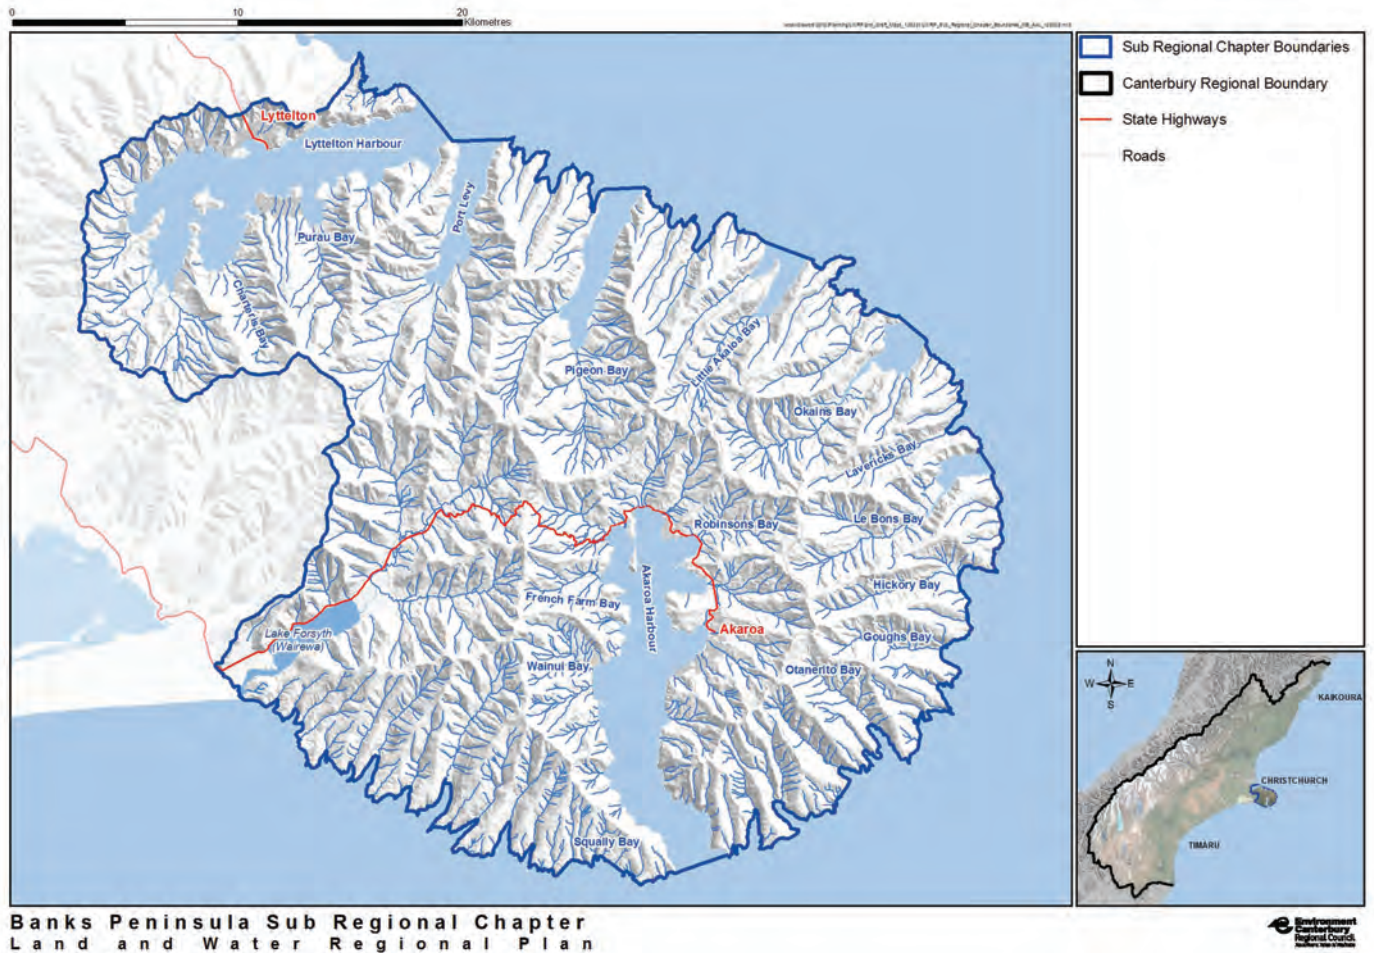 0 10 20
Kilometres
Sub Regional Chapter Boundaries
Canterbury Regional Boundary
State Highways
Roads
Lyttelton
Lyttelton Harbour
Port Levy
Purau Bay
Charteris Bay
Little Akaloa Bay
Pigeon Bay
Okains Bay
Lavericks Bay
Robinsons Bay
Le Bons Bay
Akaroa Harbour
Hickory Bay
French Farm Bay
Akaroa
Goughs Bay
Lake Forsyth
(Wairewa)
Wainui Bay
Otanerito Bay
Squally Bay
N
W E
S
KAIKOURA
CHRISTCHURCH
TIMARU
Banks Peninsula Sub Regional Chapter
Land and Water Regional Plan
Environment
Canterbury
Regional Council